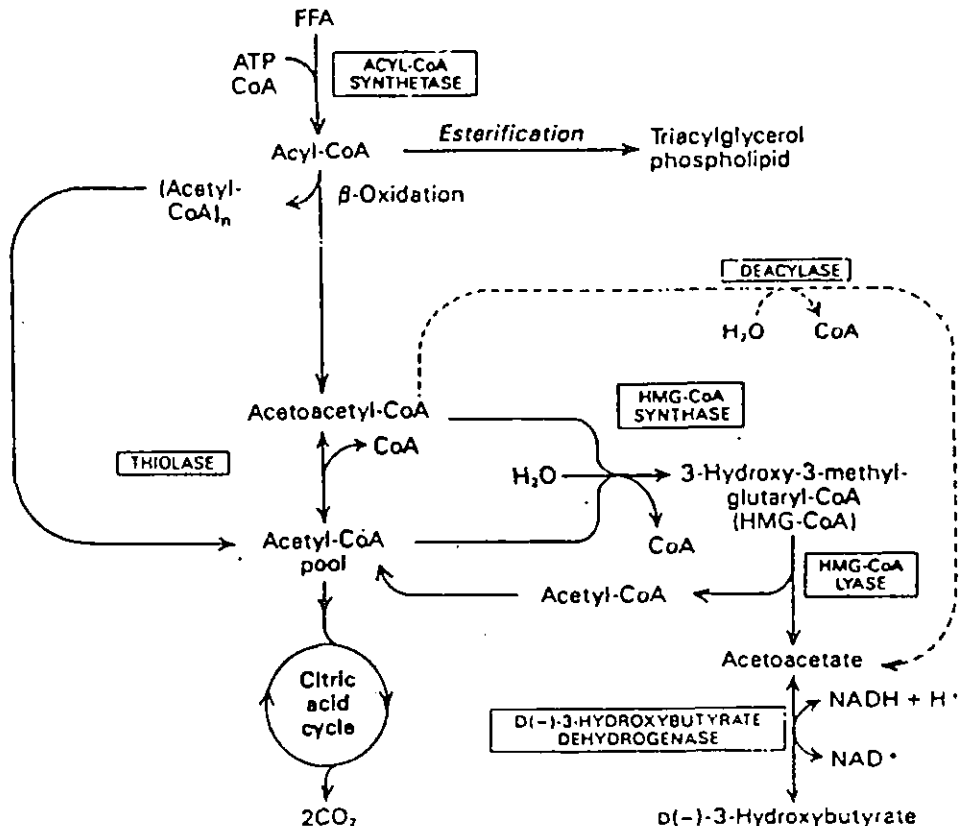 FFA
ATP
CoA
ACYL-CoA
SYNTHETASE
Acyl-CoA
Esterification
Triacylglycerol
phospholipid
(Acetyl-
CoA)n
β-Oxidation
DEACYLASE
H₂O
CoA
Acetoacetyl-CoA
HMG-CoA
SYNTHASE
CoA
THIOLASE
H₂O
3-Hydroxy-3-methyl-
glutaryl-CoA
(HMG-CoA)
Acetyl-CoA
pool
CoA
HMG-CoA
LYASE
Acetyl-CoA
Acetoacetate
Citric
acid
cycle
D(−)-3-HYDROXYBUTYRATE
DEHYDROGENASE
NADH + H⁺
NAD⁺
2CO₂
D(−)-3-Hydroxybutyrate